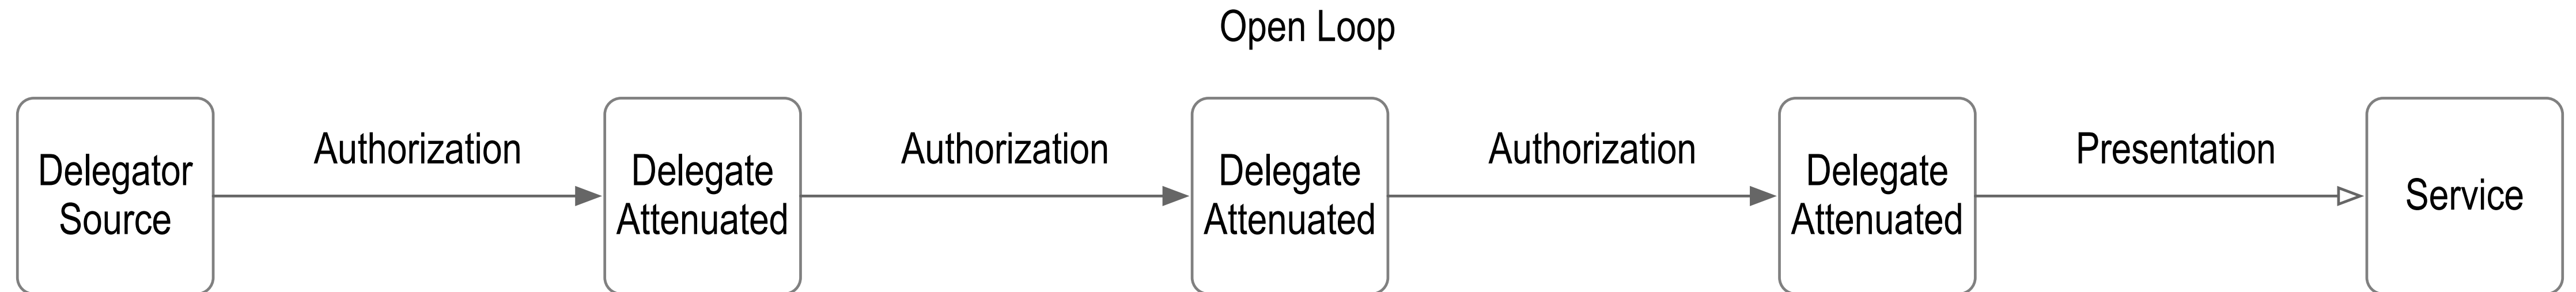 Open Loop
Delegator
Source
Authorization
Delegate
Attenuated
Authorization
Delegate
Attenuated
Authorization
Delegate
Attenuated
Presentation
Service